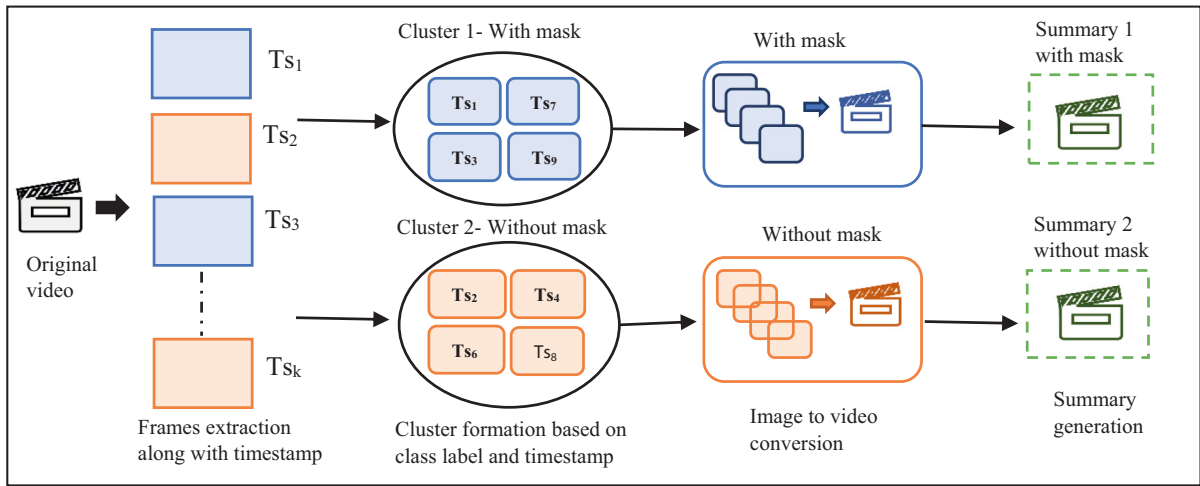 Original
video
Ts₁
Ts₂
Ts₃
Tsₖ
Frames extraction
along with timestamp
Cluster 1- With mask
Ts₁ Ts₇
Ts₃ Ts₉
Cluster 2- Without mask
Ts₂ Ts₄
Ts₆ Ts₈
Cluster formation based on
class label and timestamp
With mask
Without mask
Image to video
conversion
Summary 1
with mask
Summary 2
without mask
Summary
generation